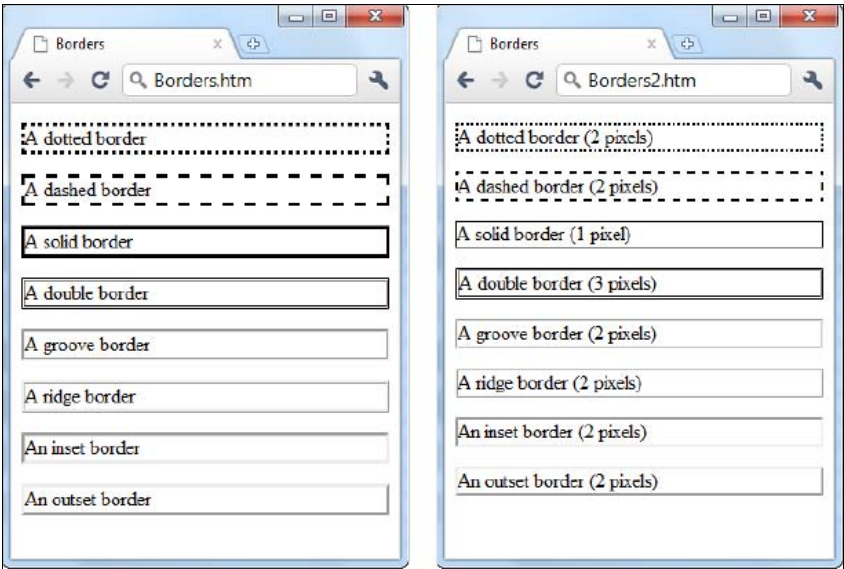 Borders
Borders.htm
A dotted border
A dashed border
A solid border
A double border
A groove border
A ridge border
An inset border
An outset border
Borders
Borders2.htm
A dotted border (2 pixels)
A dashed border (2 pixels)
A solid border (1 pixel)
A double border (3 pixels)
A groove border (2 pixels)
A ridge border (2 pixels)
An inset border (2 pixels)
An outset border (2 pixels)